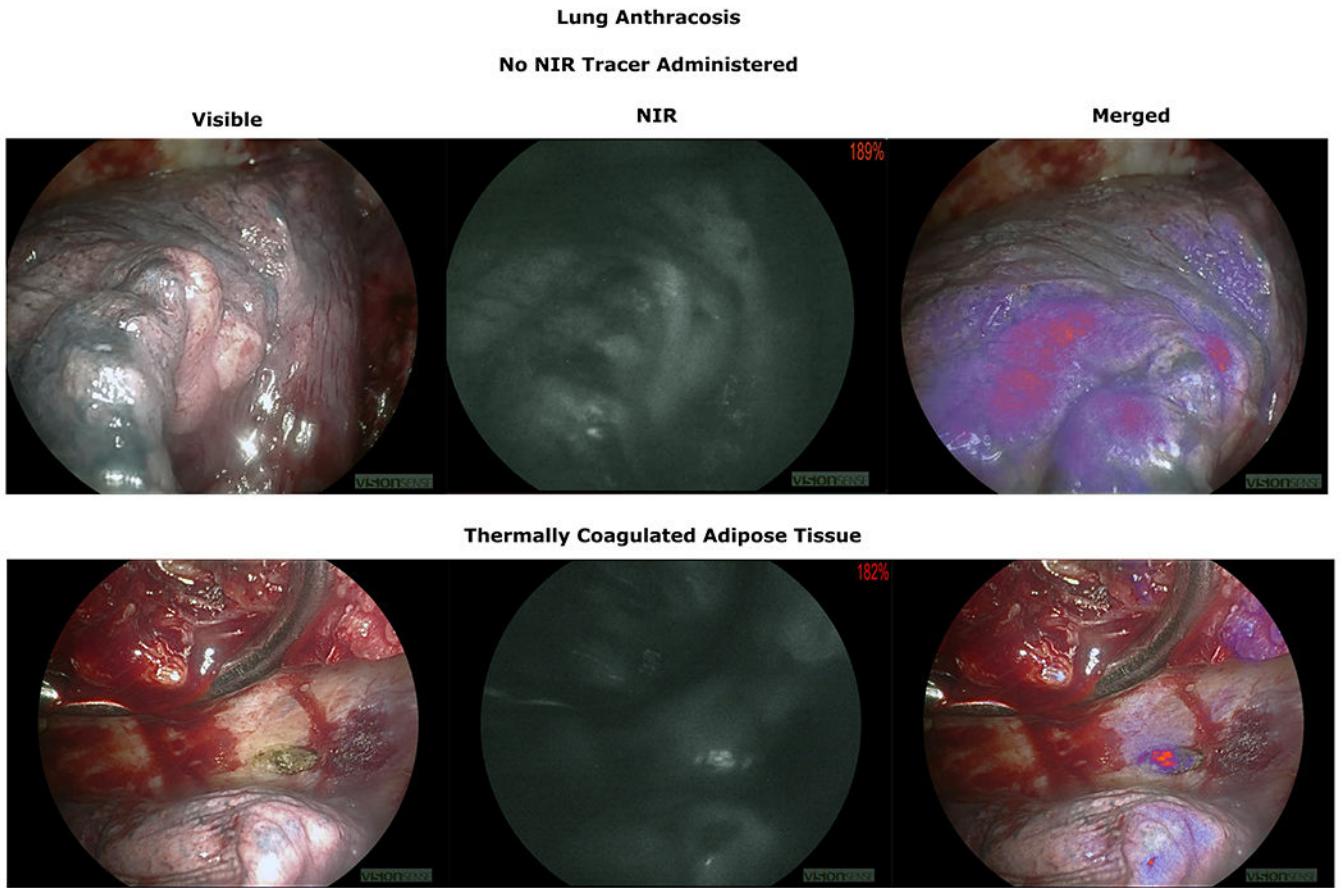 Lung Anthracosis
No NIR Tracer Administered
Visible NIR Merged
189%
visionSENSE visionSENSE visionSENSE
Thermally Coagulated Adipose Tissue
182%
visionSENSE visionSENSE visionSENSE